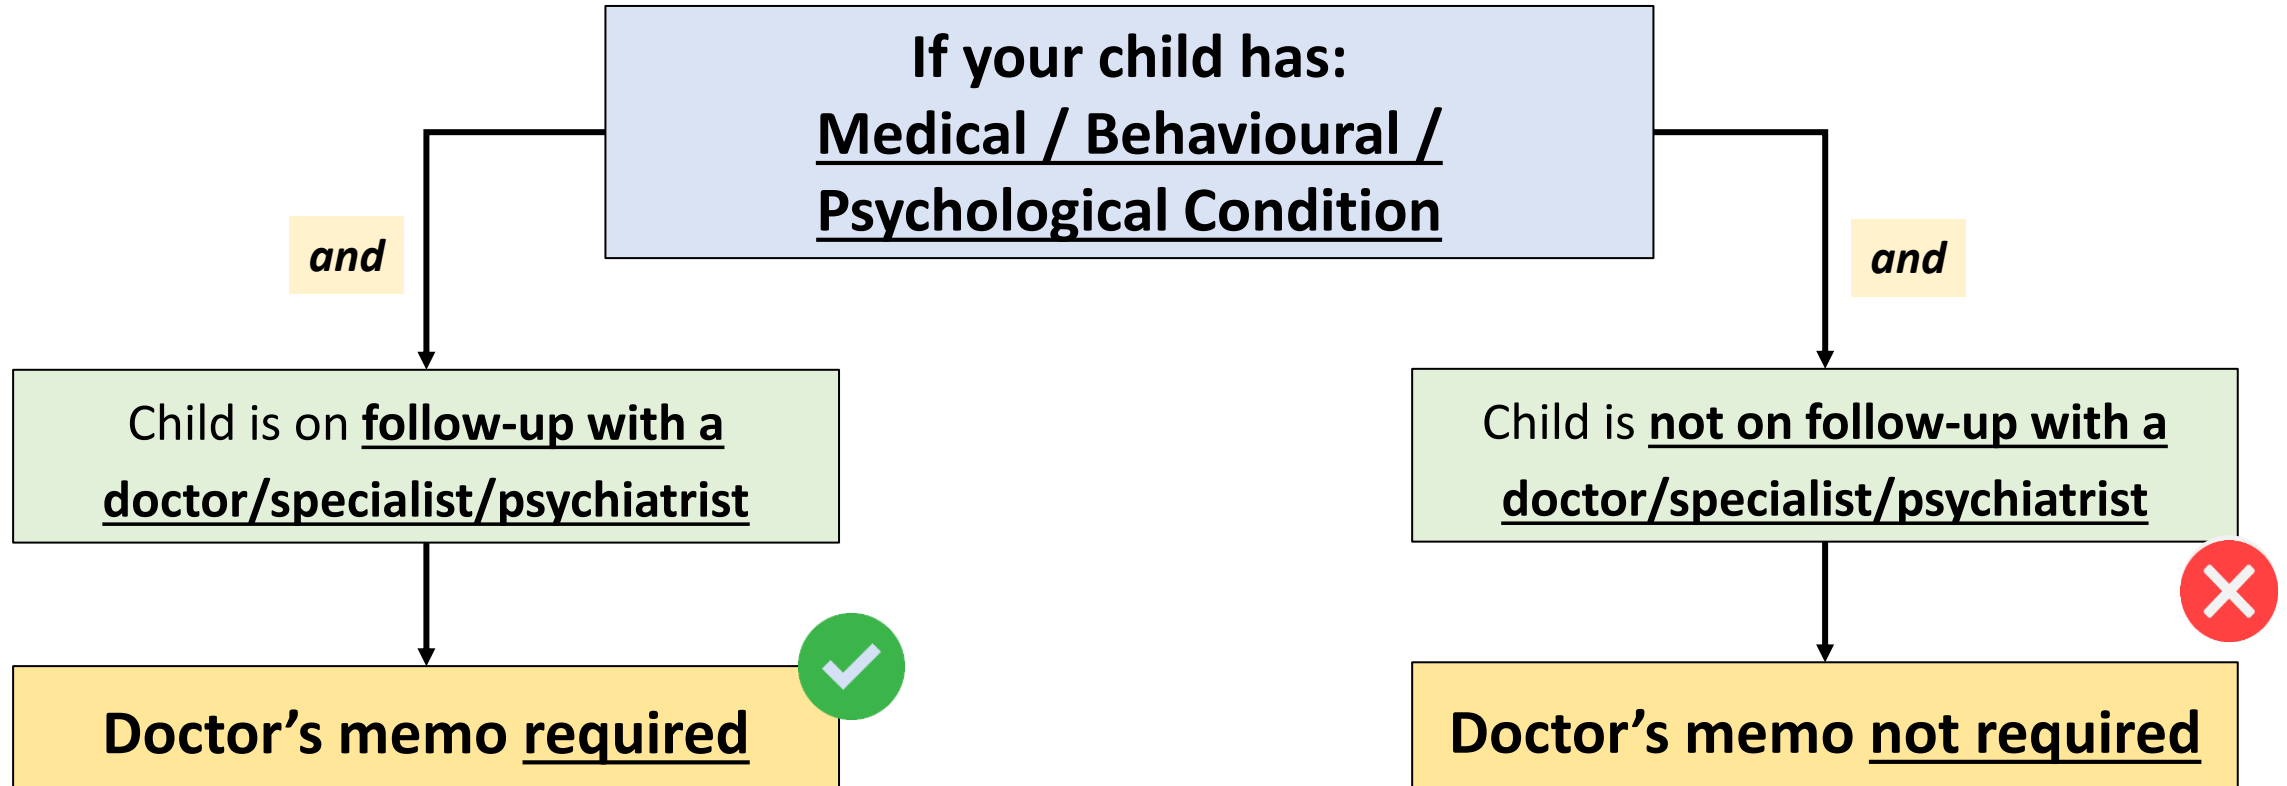 If your child has:
Medical / Behavioural /
Psychological Condition
and
and
Child is on follow-up with a
doctor/specialist/psychiatrist
Child is not on follow-up with a
doctor/specialist/psychiatrist
Doctor’s memo required
Doctor’s memo not required